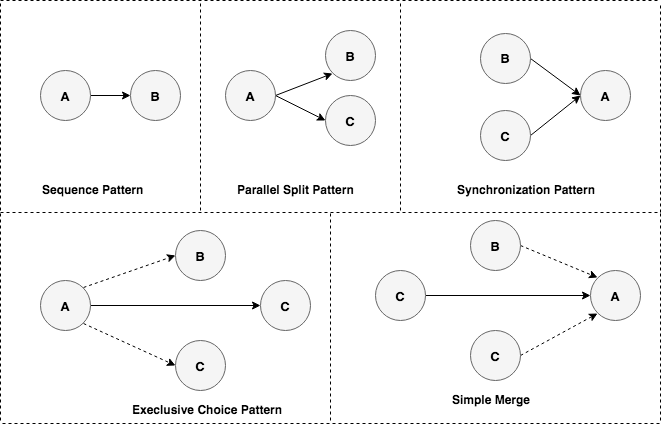 A
B
Sequence Pattern
A
B
C
Parallel Split Pattern
B
C
A
Synchronization Pattern
A
B
C
C
Execlusive Choice Pattern
B
C
A
C
Simple Merge